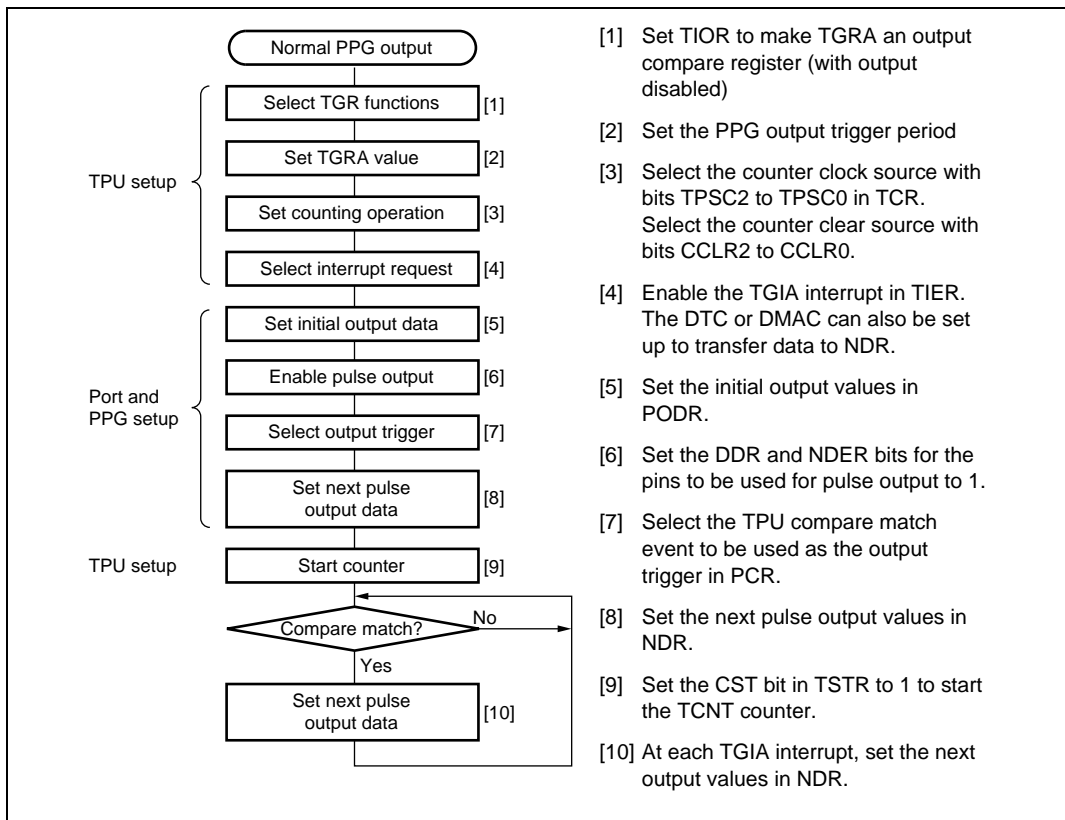 Normal PPG output
Select TGR functions [1]
Set TGRA value [2]
TPU setup
Set counting operation [3]
Select interrupt request [4]
Set initial output data [5]
Enable pulse output [6]
Port and
PPG setup
Select output trigger [7]
Set next pulse
output data [8]
TPU setup
Start counter [9]
Compare match?
No
Yes
Set next pulse
output data [10]
[1] Set TIOR to make TGRA an output
compare register (with output
disabled)
[2] Set the PPG output trigger period
[3] Select the counter clock source with
bits TPSC2 to TPSC0 in TCR.
Select the counter clear source with
bits CCLR2 to CCLR0.
[4] Enable the TGIA interrupt in TIER.
The DTC or DMAC can also be set
up to transfer data to NDR.
[5] Set the initial output values in
PODR.
[6] Set the DDR and NDER bits for the
pins to be used for pulse output to 1.
[7] Select the TPU compare match
event to be used as the output
trigger in PCR.
[8] Set the next pulse output values in
NDR.
[9] Set the CST bit in TSTR to 1 to start
the TCNT counter.
[10] At each TGIA interrupt, set the next
output values in NDR.